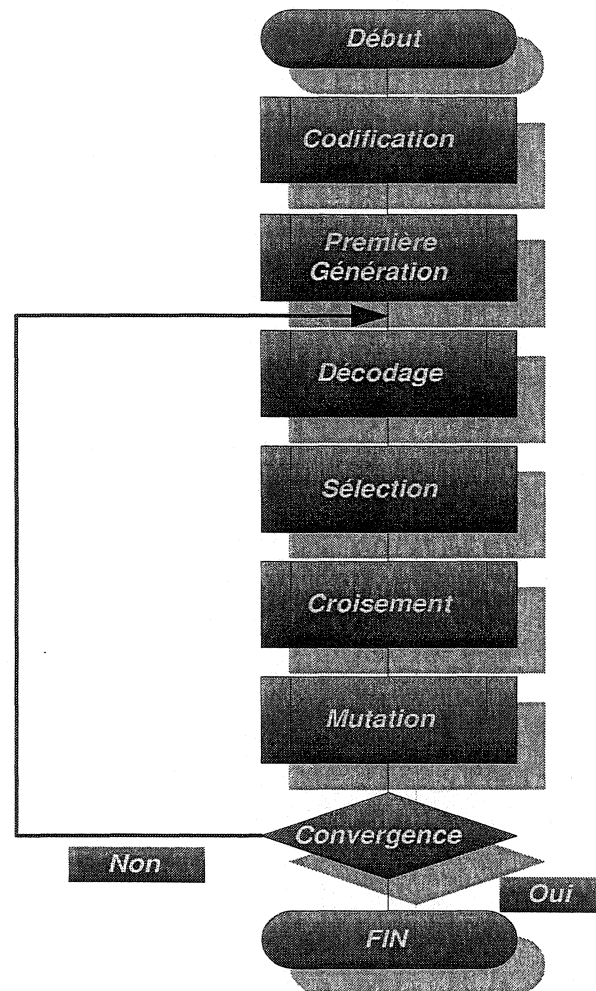 Début
Codification
Première
Génération
Décodage
Sélection
Croisement
Mutation
Convergence
Non
Oui
FIN